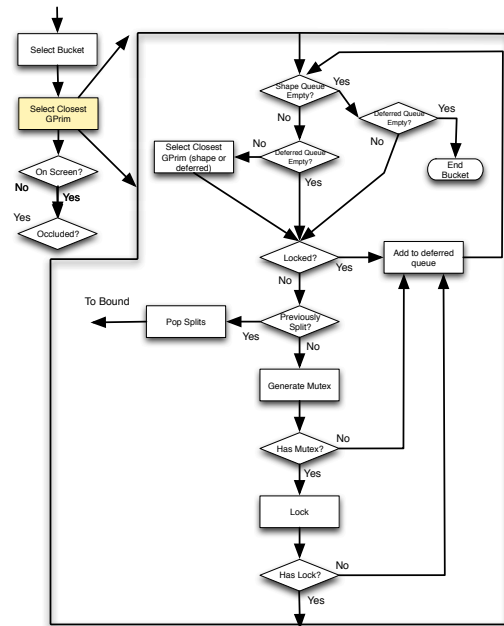 Select Bucket
Select Closest
GPrim
On Screen?
No
Yes
Yes
Occluded?
Shape Queue
Empty?
Yes
No
Deferred Queue
Empty?
Yes
No
End
Bucket
Select Closest
GPrim (shape or
deferred)
No
Deferred Queue
Empty?
Yes
Locked?
Yes
Add to deferred
queue
No
To Bound
Pop Splits
Yes
Previously
Split?
No
Generate Mutex
Has Mutex?
No
Yes
Lock
Has Lock?
No
Yes